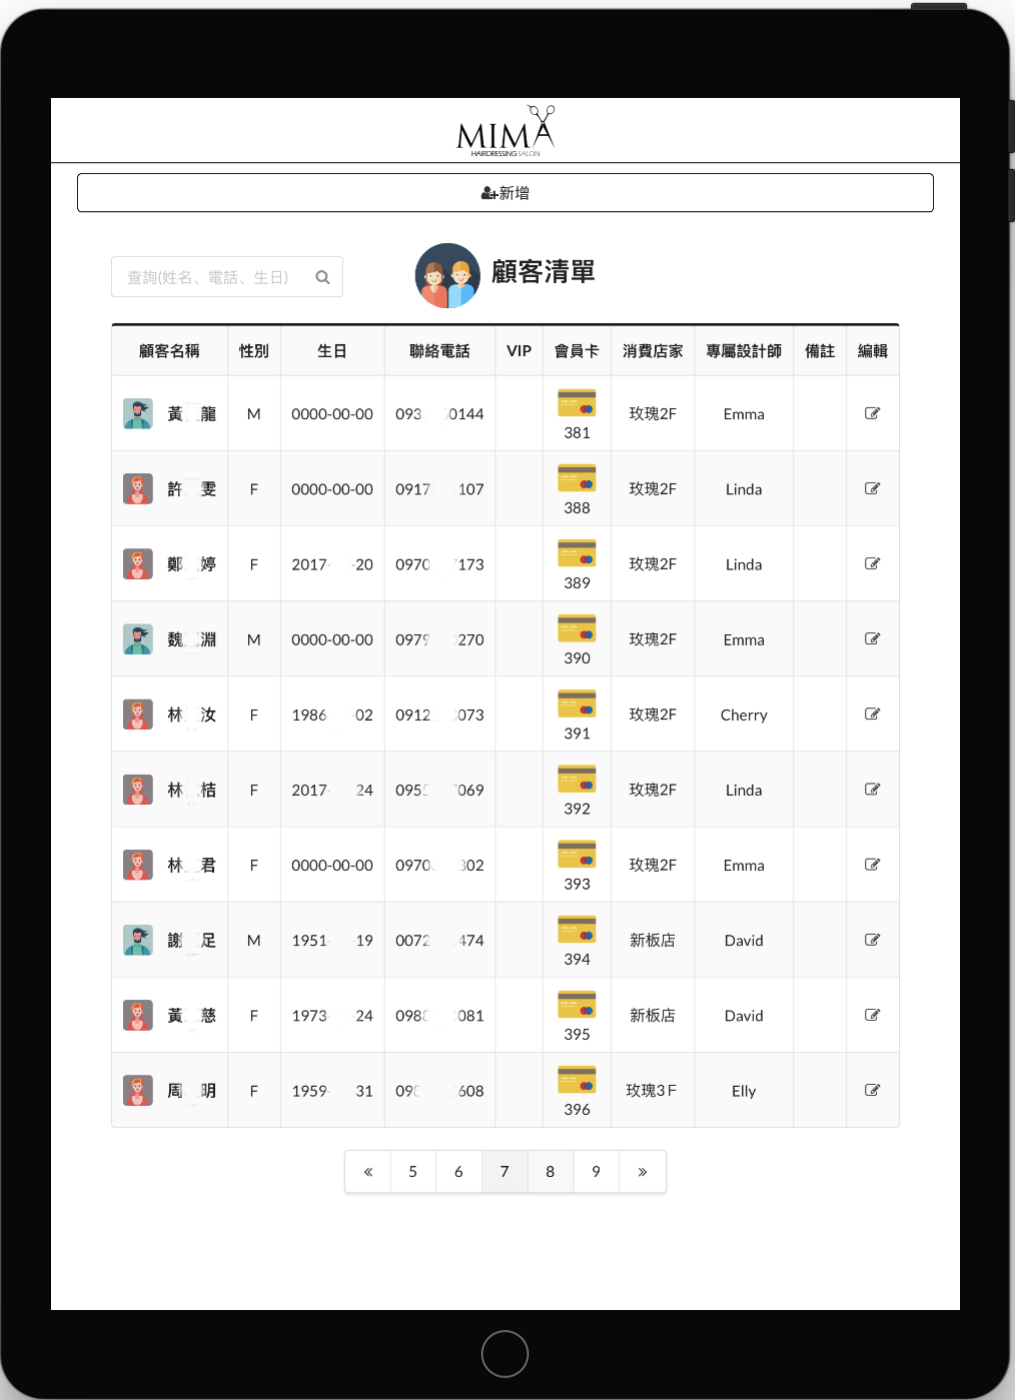 MIMA
HAIRDRESSING SALON
新增
查詢(姓名、電話、生日)
顧客清單
顧客名稱 性別 生日 聯絡電話 VIP 會員卡 消費店家 專屬設計師 備註 編輯
黃 龍 M 0000-00-00 093 0144 381 玫瑰2F Emma
許 雯 F 0000-00-00 0917 107 388 玫瑰2F Linda
鄭 婷 F 2017- -20 0970 173 389 玫瑰2F Linda
魏 淵 M 0000-00-00 0979 270 390 玫瑰2F Emma
林 汝 F 1986 -02 0912 073 391 玫瑰2F Cherry
林 桔 F 2017- 24 095 069 392 玫瑰2F Linda
林 君 F 0000-00-00 0970 302 393 玫瑰2F Emma
謝 足 M 1951- 19 0072 474 394 新板店 David
黃 慈 F 1973- 24 098 081 395 新板店 David
周 明 F 1959- 31 09 608 396 玫瑰3F Elly
« 5 6 7 8 9 »